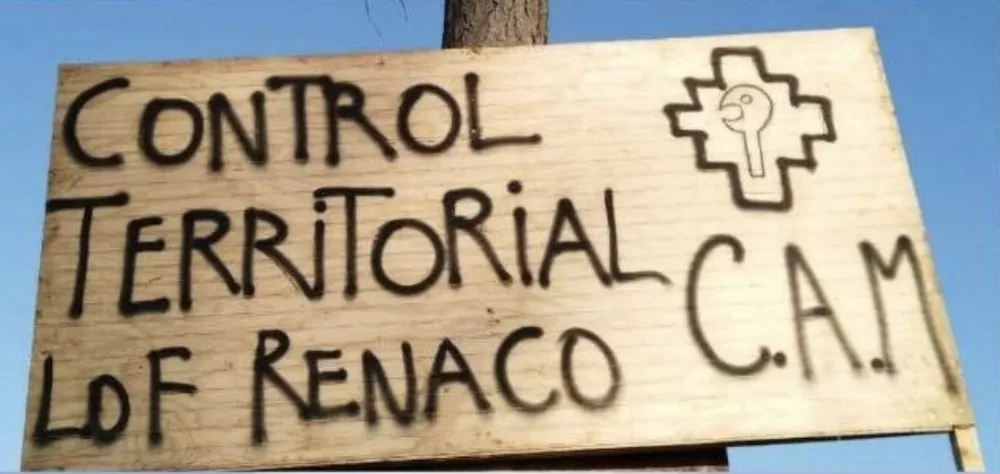 CONTROL
TERRiTORiAL
LOF RENACO
C.A.M